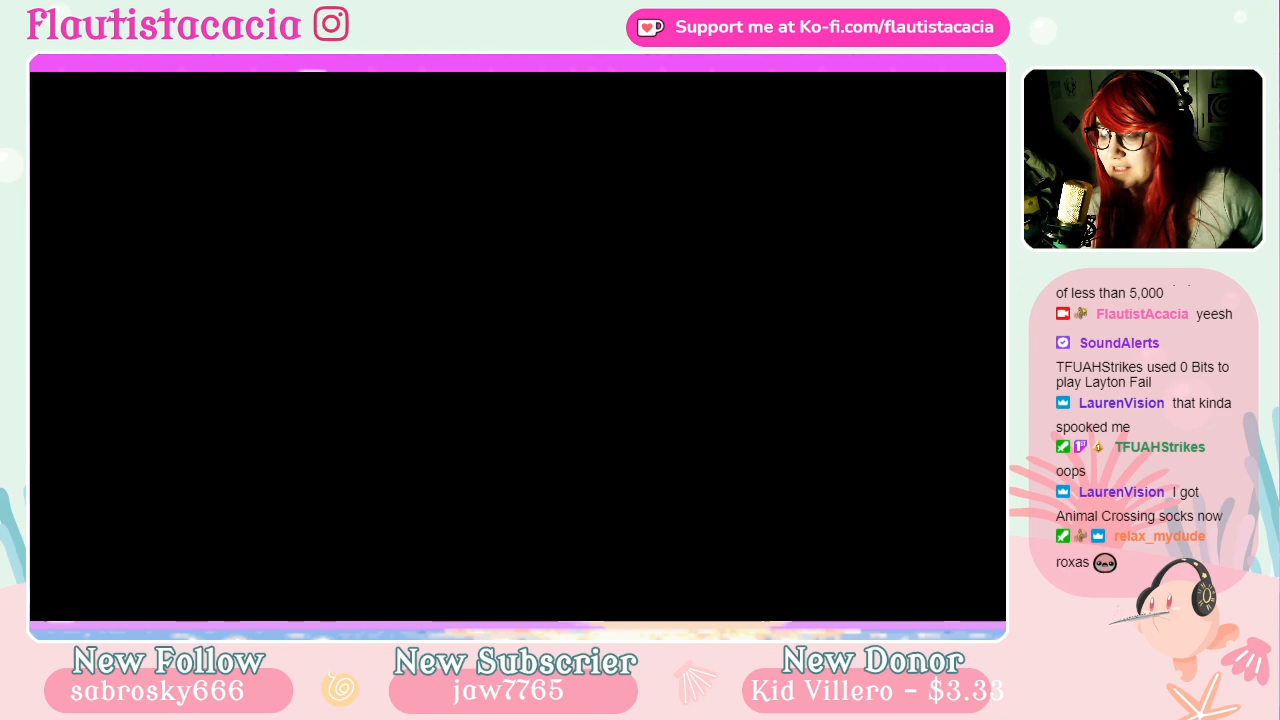 Flautistacacia
Support me at Ko-fi.com/flautistacacia
of less than 5,000
FlautistAcacia yeesh
SoundAlerts
TFUAHStrikes used 0 Bits to
play Layton Fail
LaurenVision that kinda
spooked me
TFUAHStrikes
oops
LaurenVision I got
Animal Crossing socks now
relax_mydude
roxas
New Follow
sabrosky666
New Subscrier
jaw7765
New Donor
Kid Villero - $3.33